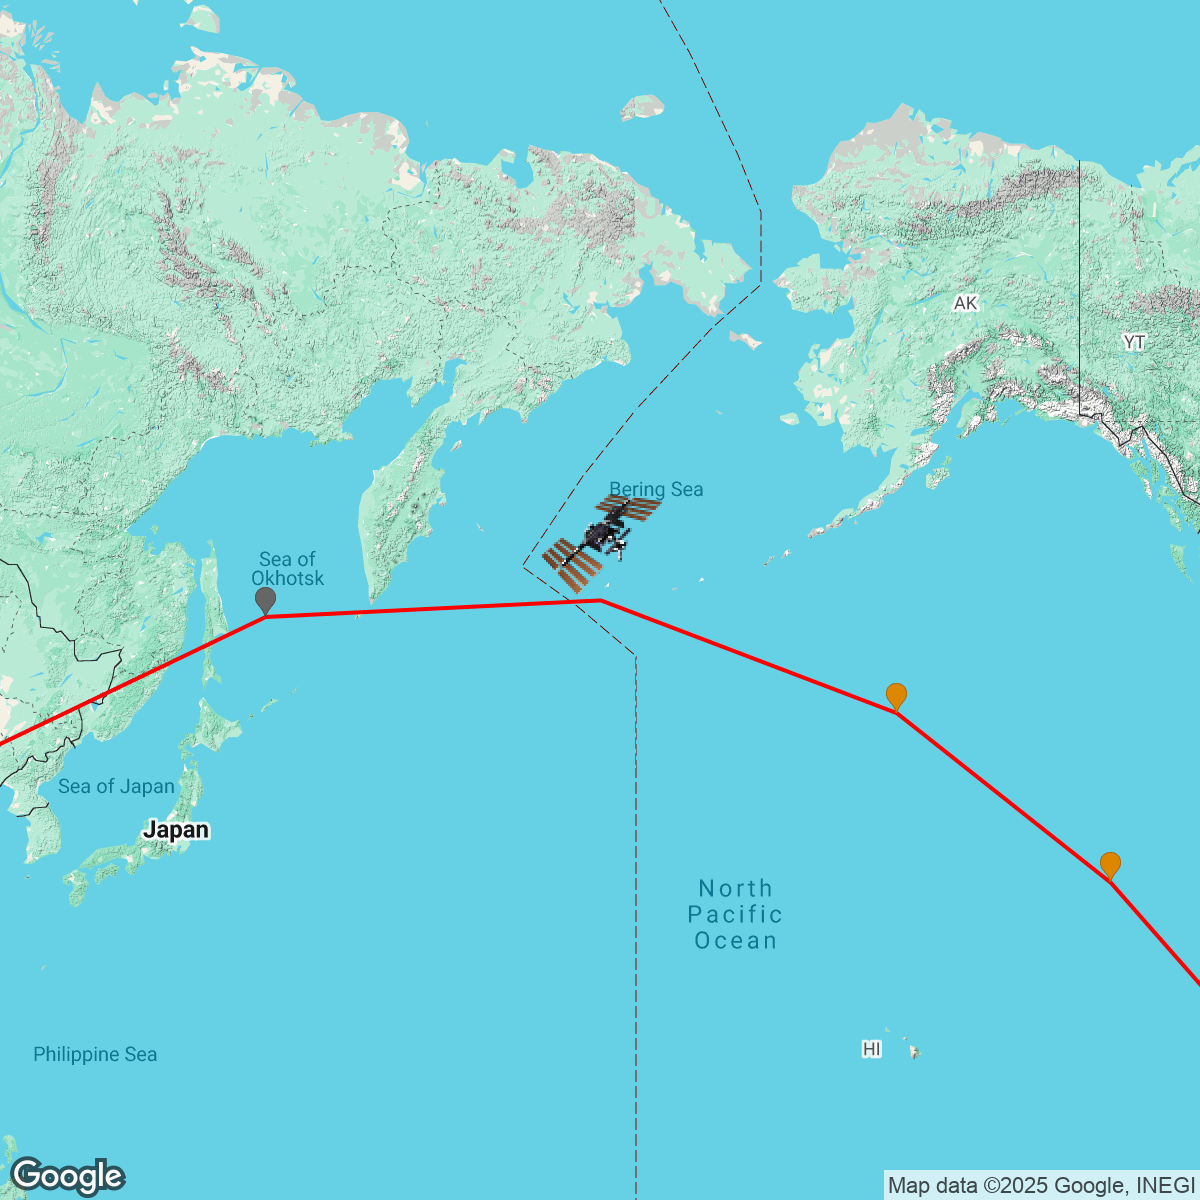 AK
YT
Bering Sea
Sea of
Okhotsk
Sea of Japan
Japan
North
Pacific
Ocean
HI
Philippine Sea
Google
Map data ©2025 Google, INEGI